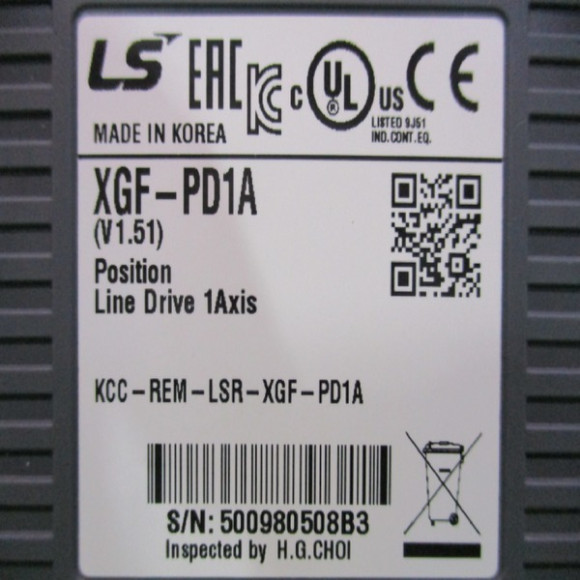 LS EAC KC c UL ® US CE
LISTED 9J51
IND.CONT.EQ.
MADE IN KOREA
XGF-PD1A
(V1.51)
Position
Line Drive 1Axis
KCC-REM-LSR-XGF-PD1A
S/N: 500980508B3
Inspected by H.G.CHOI